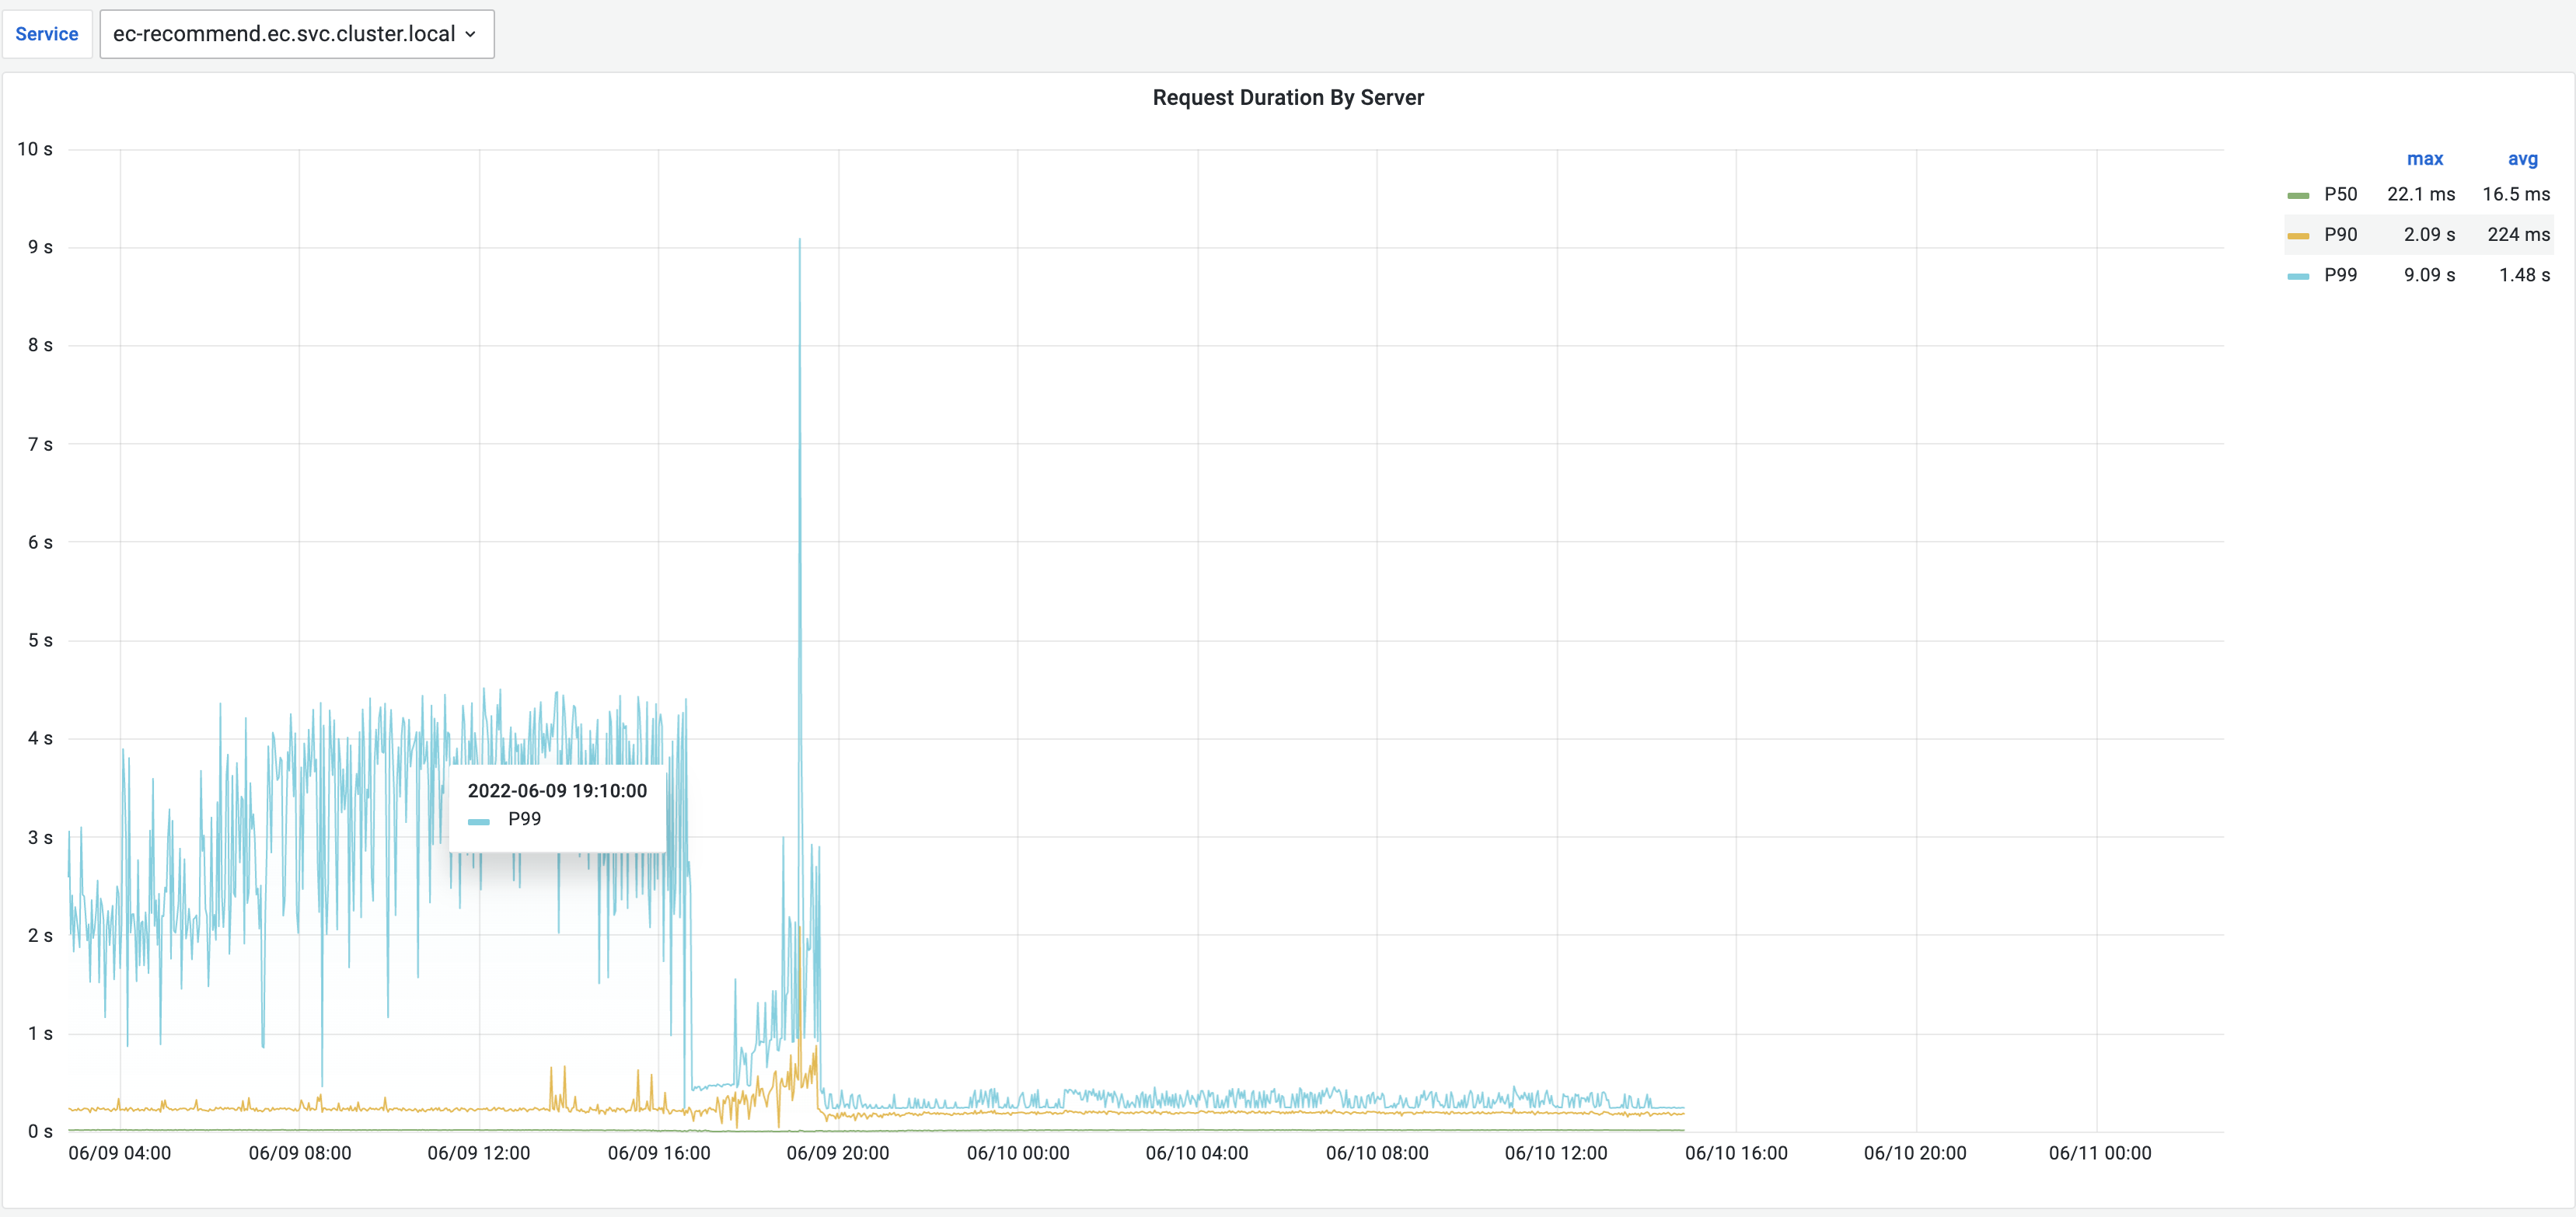 Service ec-recommend.ec.svc.cluster.local
Request Duration By Server
10 s
9 s
8 s
7 s
6 s
5 s
4 s
3 s
2 s
1 s
0 s
06/09 04:00 06/09 08:00 06/09 12:00 06/09 16:00 06/09 20:00 06/10 00:00 06/10 04:00 06/10 08:00 06/10 12:00 06/10 16:00 06/10 20:00 06/11 00:00
2022-06-09 19:10:00
P99
max avg
P50 22.1 ms 16.5 ms
P90 2.09 s 224 ms
P99 9.09 s 1.48 s